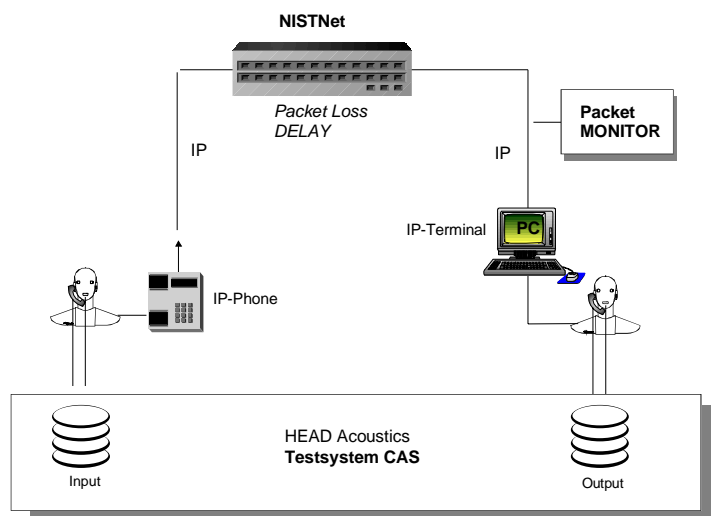 NISTNet
Packet Loss
DELAY
Packet
MONITOR
IP
IP
IP-Terminal
PC
IP-Phone
HEAD Acoustics
Testsystem CAS
Input
Output